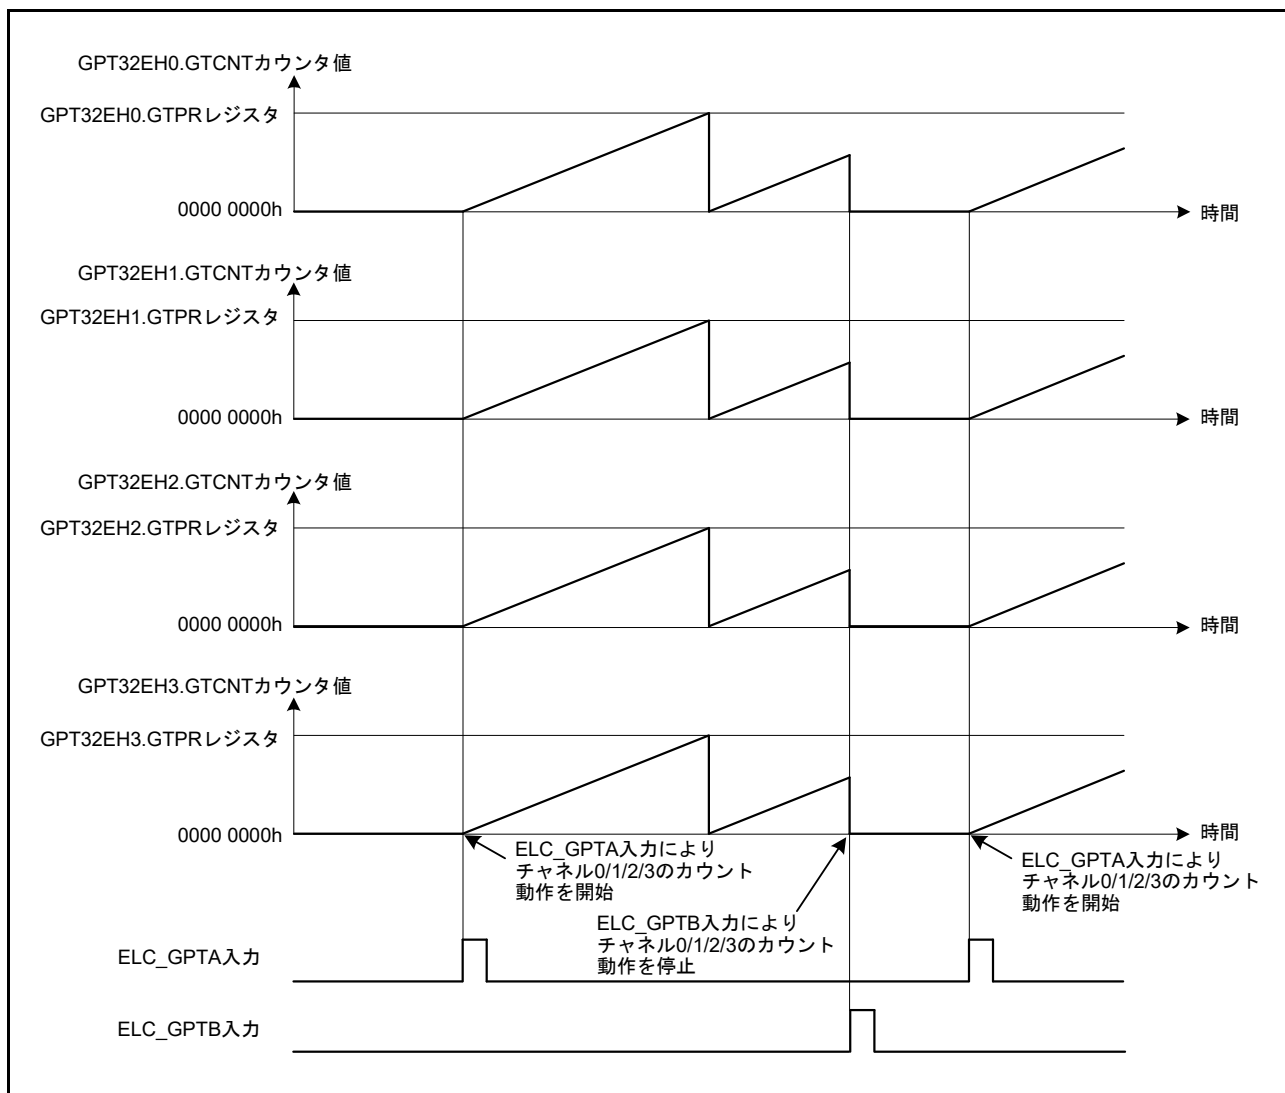 GPT32EH0.GTCNTカウンタ値
GPT32EH0.GTPRレジスタ
0000 0000h
時間
GPT32EH1.GTCNTカウンタ値
GPT32EH1.GTPRレジスタ
0000 0000h
時間
GPT32EH2.GTCNTカウンタ値
GPT32EH2.GTPRレジスタ
0000 0000h
時間
GPT32EH3.GTCNTカウンタ値
GPT32EH3.GTPRレジスタ
0000 0000h
時間
ELC_GPTA入力により
チャネル0/1/2/3のカウント
動作を開始
ELC_GPTB入力により
チャネル0/1/2/3のカウント
動作を停止
ELC_GPTA入力により
チャネル0/1/2/3のカウント
動作を開始
ELC_GPTA入力
ELC_GPTB入力